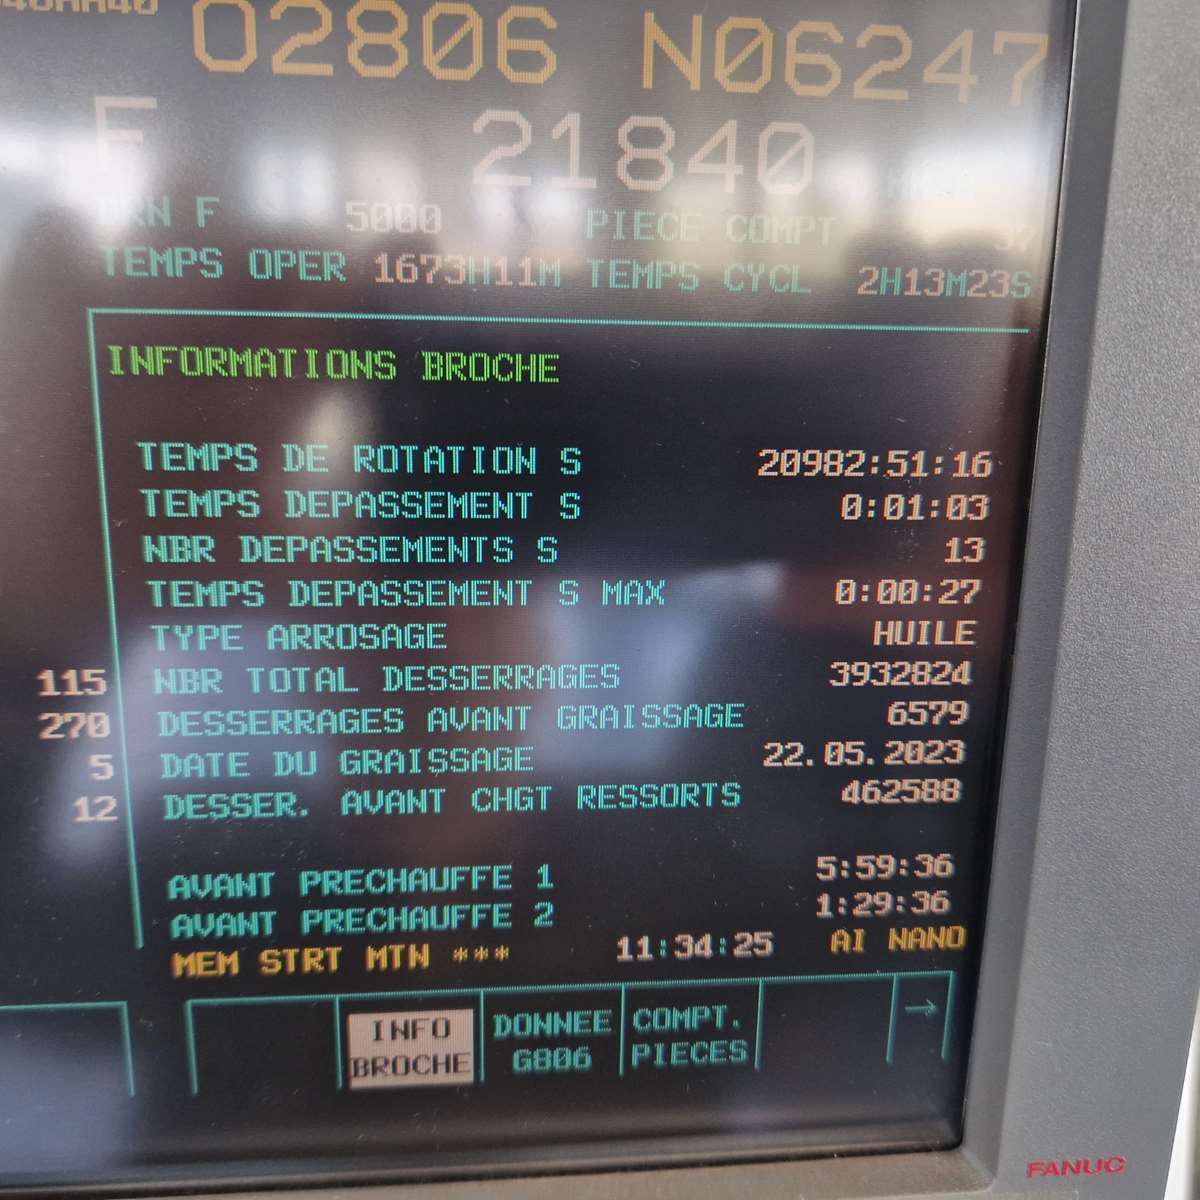 O2806 N06247
F 21840
F 5000 PIECE COMPT
TEMPS OPER 1673H11M TEMPS CYCL 2H13M23S
INFORMATIONS BROCHE
TEMPS DE ROTATION S 20982:51:16
TEMPS DEPASSEMENT S 0:01:03
NBR DEPASSEMENTS S 13
TEMPS DEPASSEMENT S MAX 0:00:27
TYPE ARROSAGE HUILE
115 NBR TOTAL DESSERRAGES 3932824
270 DESSERRAGES AVANT GRAISSAGE 6579
5 DATE DU GRAISSAGE 22.05.2023
12 DESSER. AVANT CHGT RESSORTS 462588
AVANT PRECHAUFFE 1 5:59:36
AVANT PRECHAUFFE 2 1:29:36
MEM STRT MTN *** 11:34:25 AI NANO
INFO DONNEE COMPT. →
BROCHE G806 PIECES
FANUC